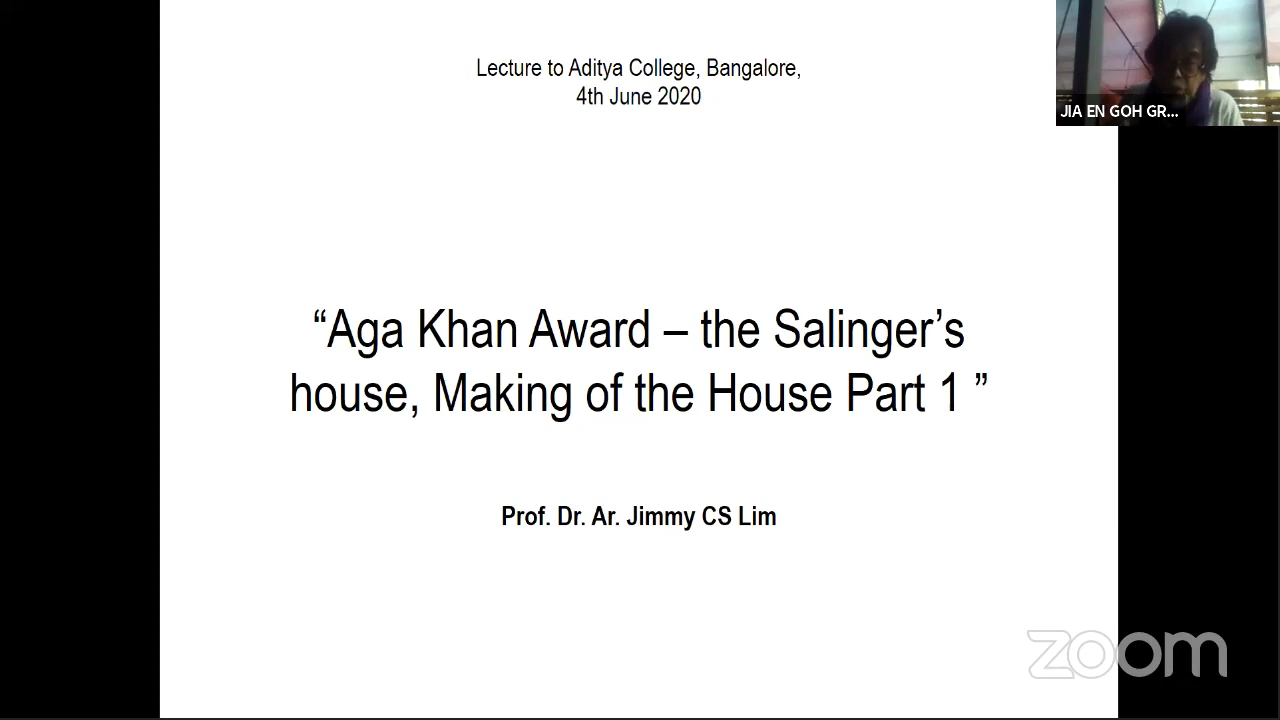 Lecture to Aditya College, Bangalore,
4th June 2020
JIA EN GOH GR...
“Aga Khan Award – the Salinger’s
house, Making of the House Part 1 ”
Prof. Dr. Ar. Jimmy CS Lim
zoom